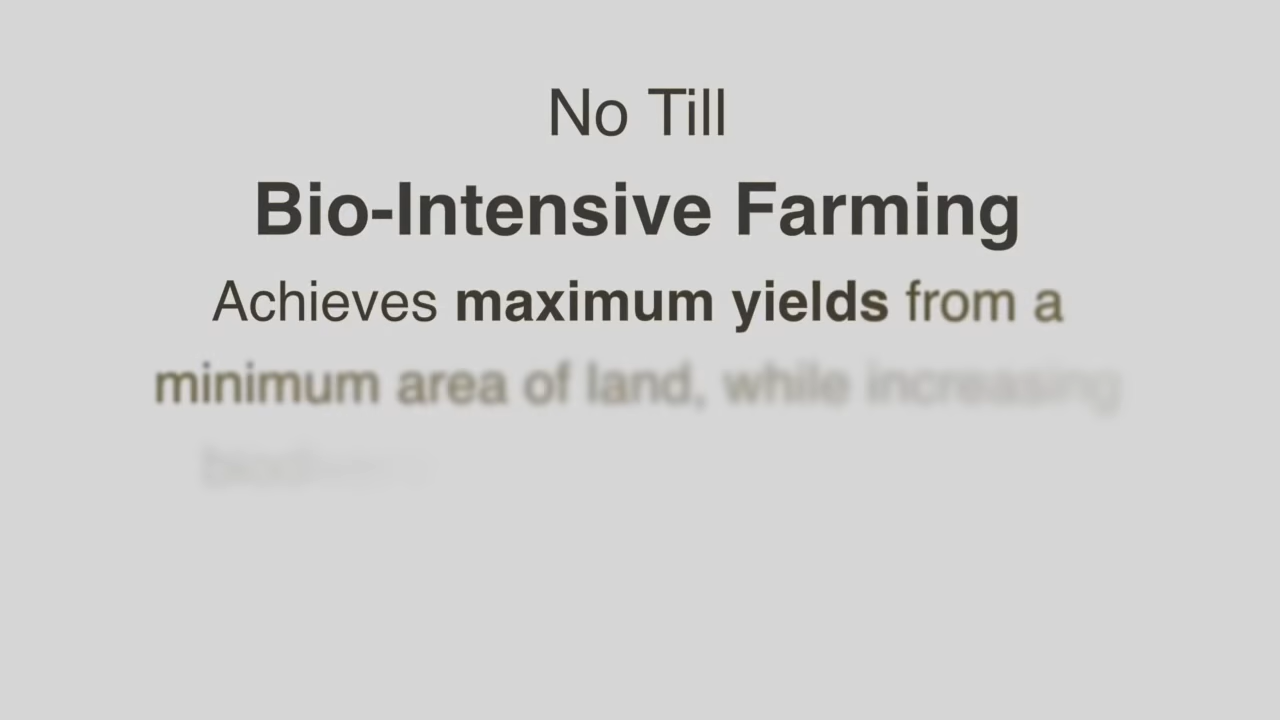 No Till
Bio-Intensive Farming
Achieves maximum yields from a
minimum area of land, while increasing